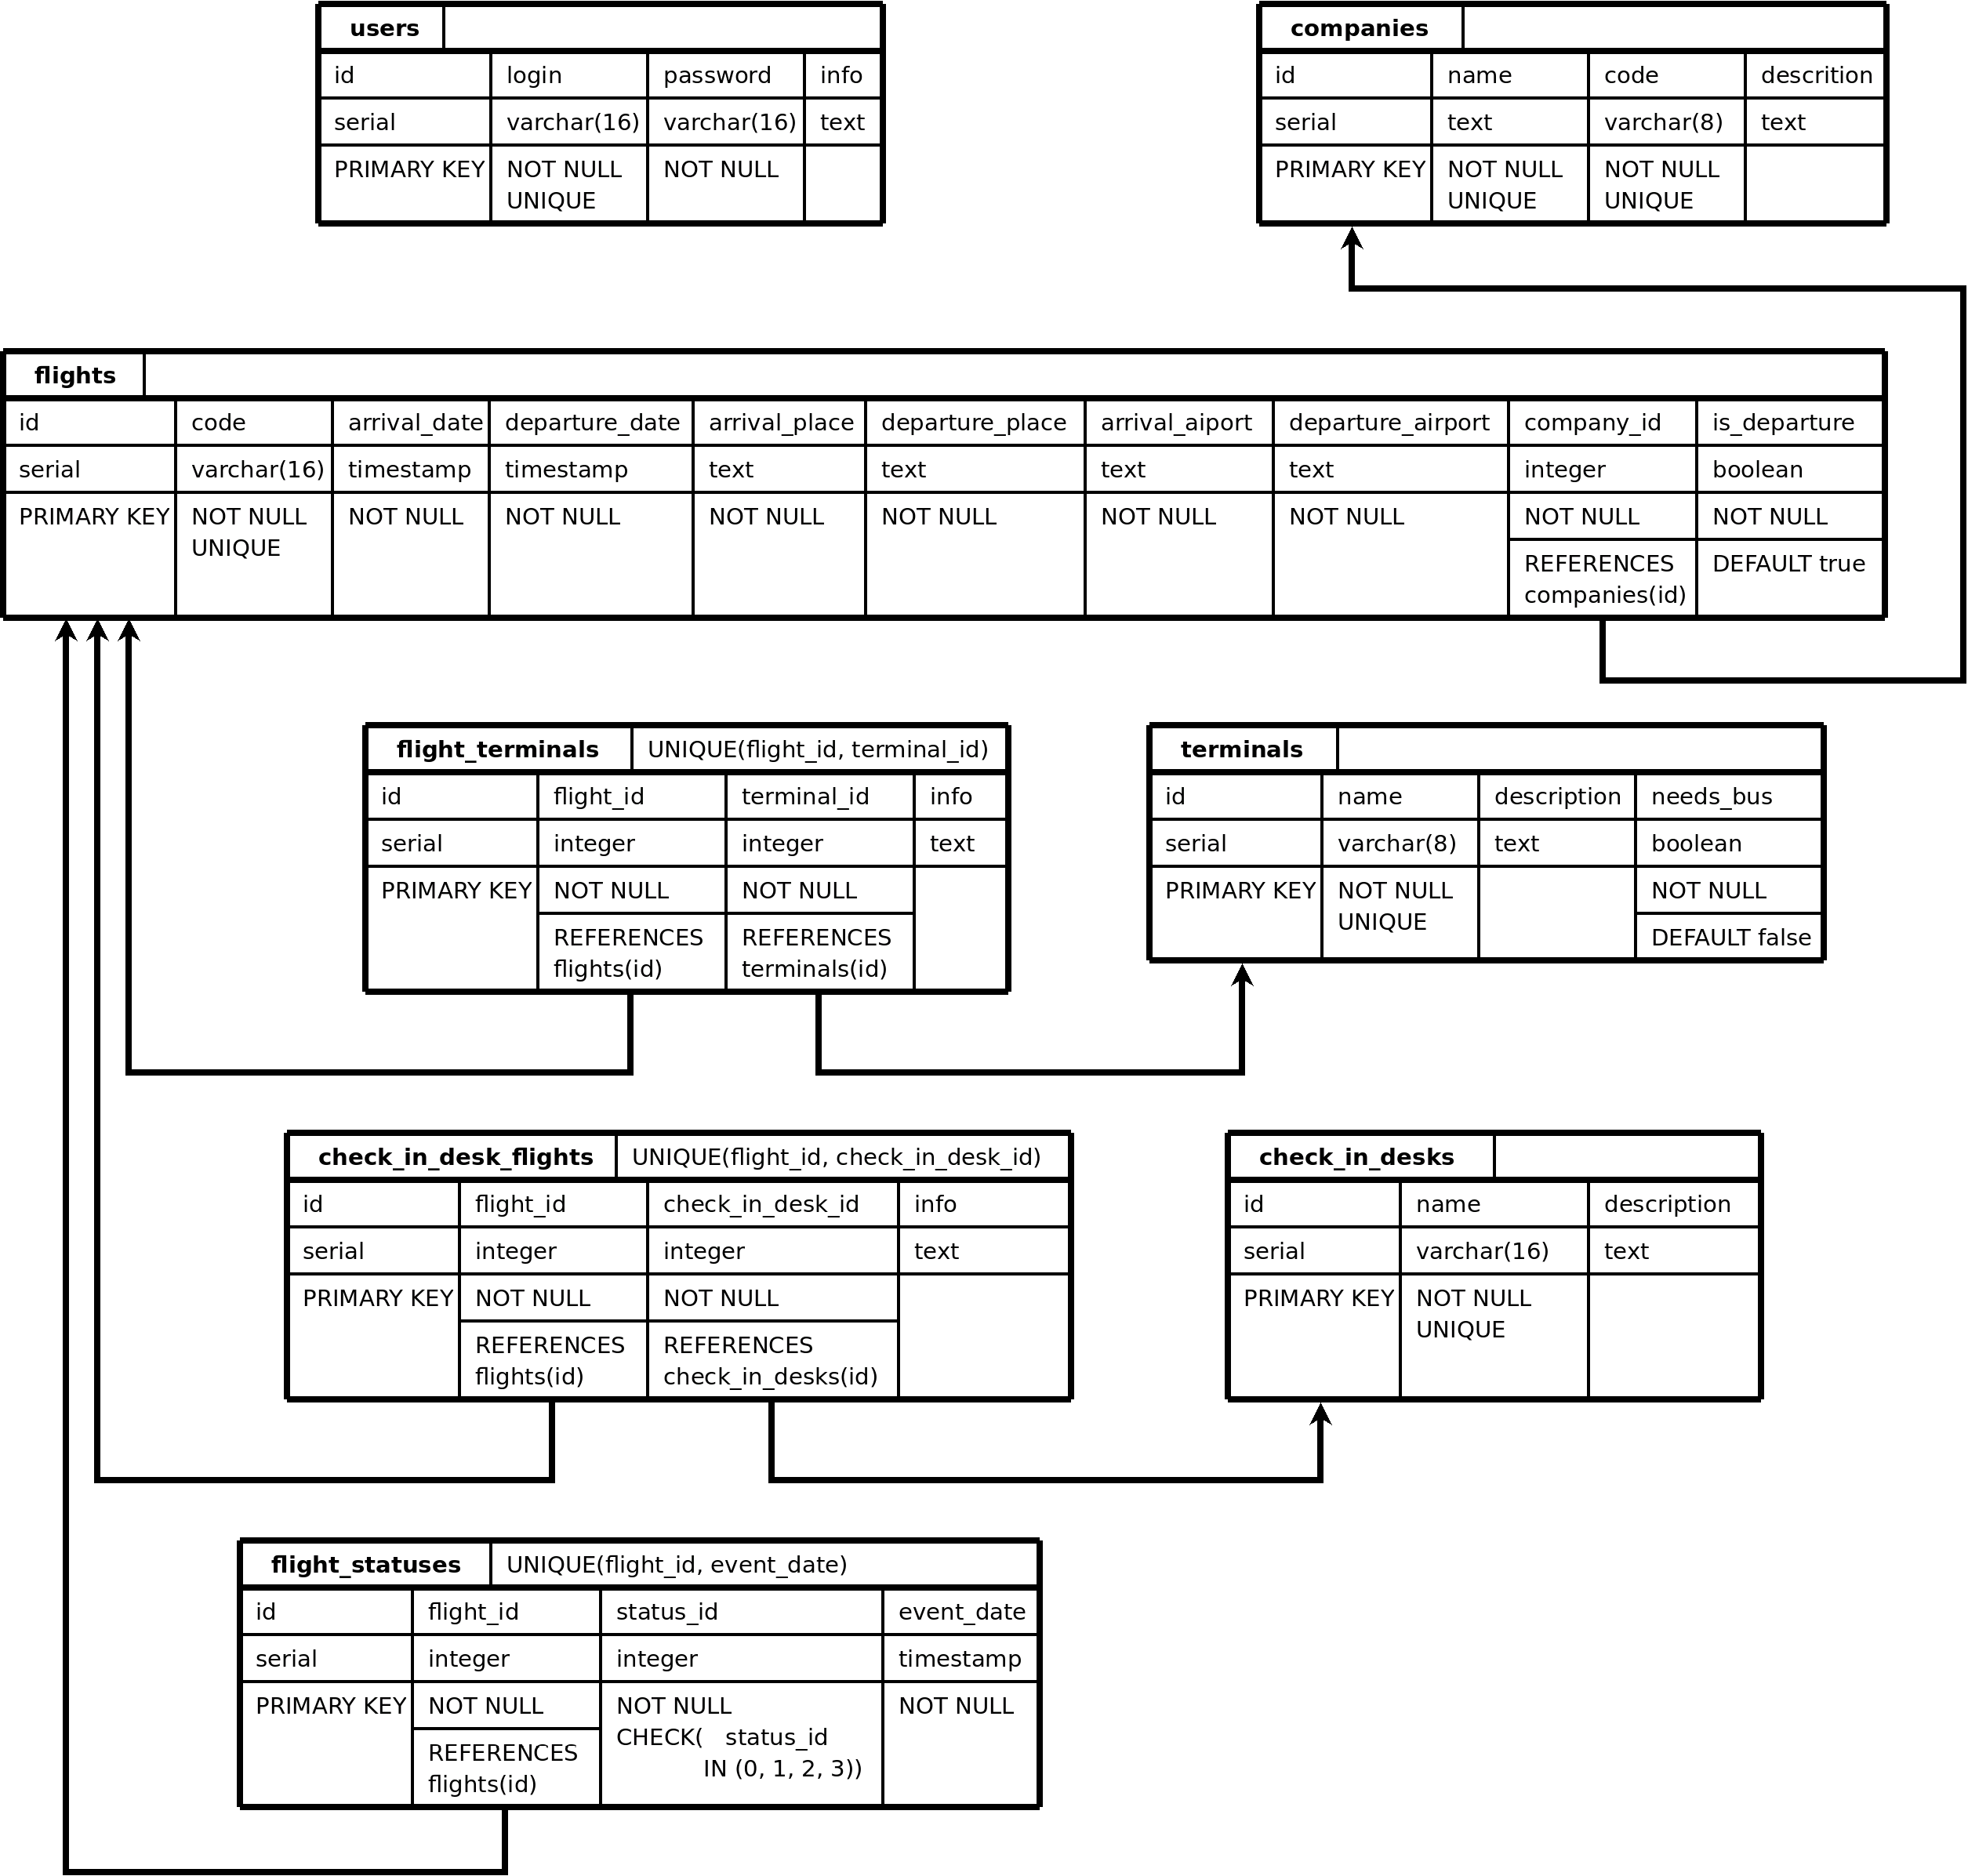 users
id login password info
serial varchar(16) varchar(16) text
PRIMARY KEY NOT NULL NOT NULL
UNIQUE
companies
id name code descrition
serial text varchar(8) text
PRIMARY KEY NOT NULL NOT NULL
UNIQUE UNIQUE
flights
id code arrival_date departure_date arrival_place departure_place arrival_aiport departure_airport company_id is_departure
serial varchar(16) timestamp timestamp text text text text integer boolean
PRIMARY KEY NOT NULL NOT NULL NOT NULL NOT NULL NOT NULL NOT NULL NOT NULL NOT NULL NOT NULL
UNIQUE
REFERENCES DEFAULT true
companies(id)
flight_terminals UNIQUE(flight_id, terminal_id)
id flight_id terminal_id info
serial integer integer text
PRIMARY KEY NOT NULL NOT NULL
REFERENCES REFERENCES
flights(id) terminals(id)
terminals
id name description needs_bus
serial varchar(8) text boolean
PRIMARY KEY NOT NULL NOT NULL
UNIQUE
DEFAULT false
check_in_desk_flights UNIQUE(flight_id, check_in_desk_id)
id flight_id check_in_desk_id info
serial integer integer text
PRIMARY KEY NOT NULL NOT NULL
REFERENCES REFERENCES
flights(id) check_in_desks(id)
check_in_desks
id name description
serial varchar(16) text
PRIMARY KEY NOT NULL
UNIQUE
flight_statuses UNIQUE(flight_id, event_date)
id flight_id status_id event_date
serial integer integer timestamp
PRIMARY KEY NOT NULL NOT NULL NOT NULL
CHECK( status_id
REFERENCES IN (0, 1, 2, 3))
flights(id)